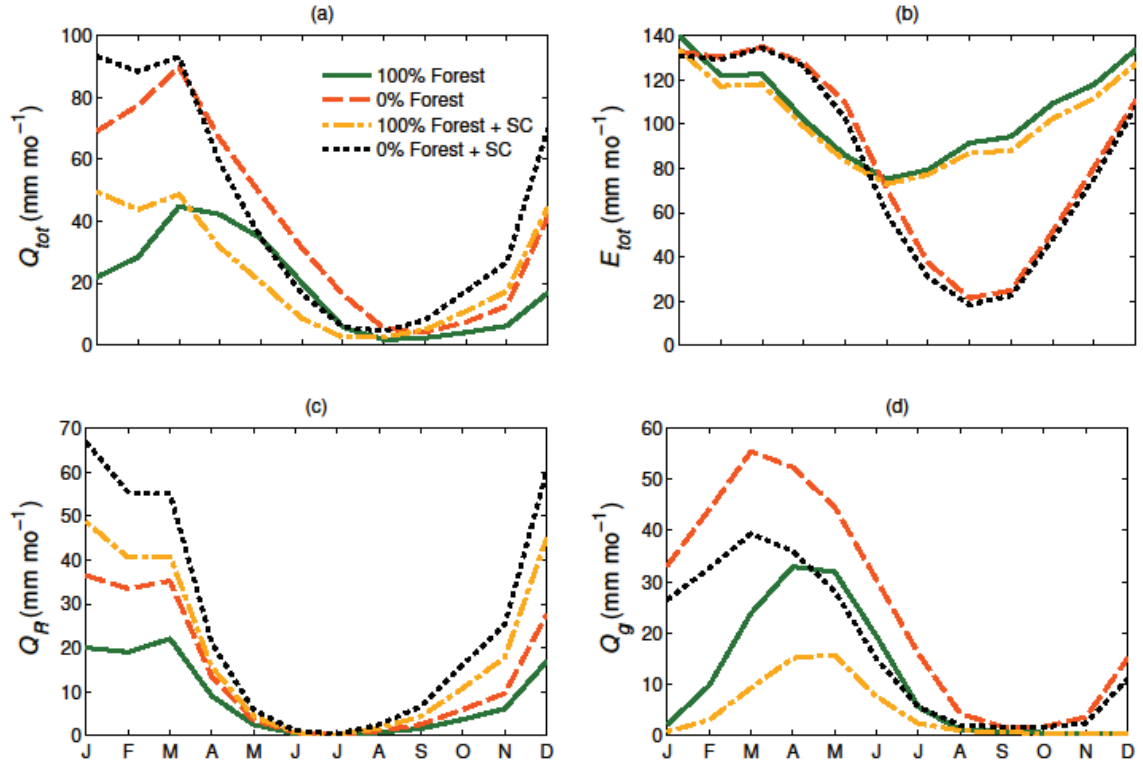 (a)
100
80
60
40
20
0
Q_tot (mm mo⁻¹)
100% Forest
0% Forest
100% Forest + SC
0% Forest + SC
(b)
140
120
100
80
60
40
20
0
E_tot (mm mo⁻¹)
(c)
70
60
50
40
30
20
10
0
Q_R (mm mo⁻¹)
J F M A M J J A S O N D
(d)
60
50
40
30
20
10
0
Q_g (mm mo⁻¹)
J F M A M J J A S O N D